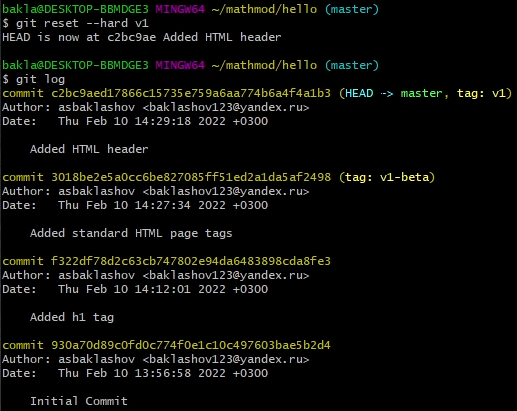 bakla@DESKTOP-BBMDGE3 MINGW64 ~/mathmod/hello (master)
$ git reset --hard v1
HEAD is now at c2bc9ae Added HTML header
bakla@DESKTOP-BBMDGE3 MINGW64 ~/mathmod/hello (master)
$ git log
commit c2bc9aed17866c15735e759a6aa774b6a4f4a1b3 (HEAD -> master, tag: v1)
Author: asbaklashov <baklashov123@yandex.ru>
Date:   Thu Feb 10 14:29:18 2022 +0300
    Added HTML header
commit 3018be2e5a0cc6be827085ff51ed2a1da5af2498 (tag: v1-beta)
Author: asbaklashov <baklashov123@yandex.ru>
Date:   Thu Feb 10 14:27:34 2022 +0300
    Added standard HTML page tags
commit f322df78d2c63cb747802e94da6483898cda8fe3
Author: asbaklashov <baklashov123@yandex.ru>
Date:   Thu Feb 10 14:12:01 2022 +0300
    Added h1 tag
commit 930a70d89c0fd0c774f0e1c10c497603bae5b2d4
Author: asbaklashov <baklashov123@yandex.ru>
Date:   Thu Feb 10 13:56:58 2022 +0300
    Initial Commit